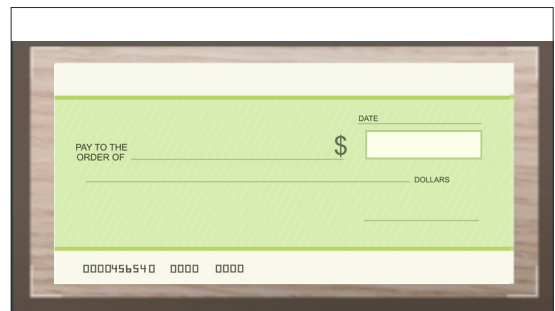 DATE
PAY TO THE
ORDER OF
$
DOLLARS
0000456540 0000 0000